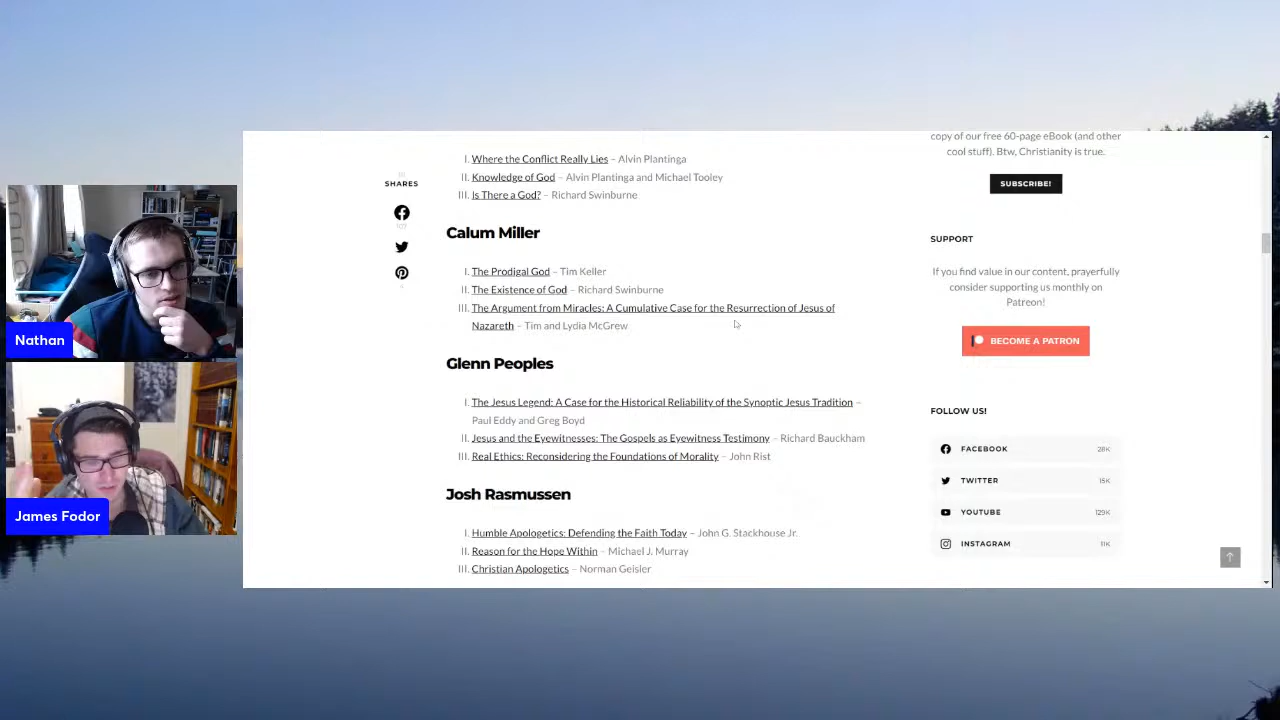 copy of our free 60-page eBook (and other
cool stuff). Btw, Christianity is true.
SUBSCRIBE!
SHARES
107
I. Where the Conflict Really Lies – Alvin Plantinga
II. Knowledge of God – Alvin Plantinga and Michael Tooley
III. Is There a God? – Richard Swinburne
Calum Miller
I. The Prodigal God – Tim Keller
II. The Existence of God – Richard Swinburne
III. The Argument from Miracles: A Cumulative Case for the Resurrection of Jesus of
Nazareth – Tim and Lydia McGrew
Glenn Peoples
I. The Jesus Legend: A Case for the Historical Reliability of the Synoptic Jesus Tradition –
Paul Eddy and Greg Boyd
II. Jesus and the Eyewitnesses: The Gospels as Eyewitness Testimony – Richard Bauckham
III. Real Ethics: Reconsidering the Foundations of Morality – John Rist
Josh Rasmussen
I. Humble Apologetics: Defending the Faith Today – John G. Stackhouse Jr.
II. Reason for the Hope Within – Michael J. Murray
III. Christian Apologetics – Norman Geisler
SUPPORT
If you find value in our content, prayerfully
consider supporting us monthly on
Patreon!
BECOME A PATRON
FOLLOW US!
FACEBOOK 28K
TWITTER 15K
YOUTUBE 129K
INSTAGRAM 11K
Nathan
James Fodor